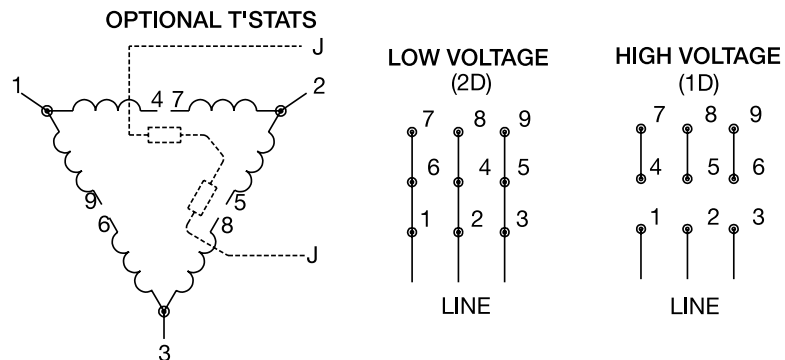 OPTIONAL T'STATS
J
1
4 7
2
9
6
5
8
J
3
LOW VOLTAGE
(2D)
7 8 9
6 4 5
1 2 3
LINE
HIGH VOLTAGE
(1D)
7 8 9
4 5 6
1 2 3
LINE